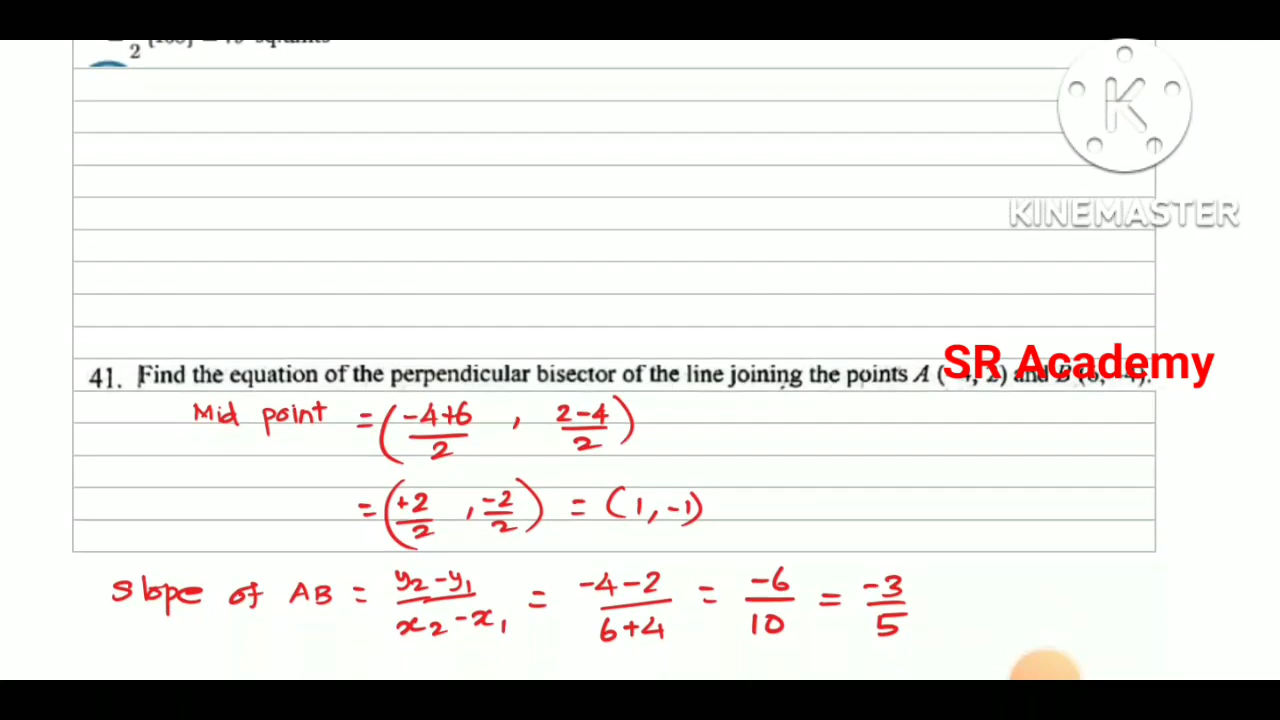 2
KINEMASTER
SR Academy
41. Find the equation of the perpendicular bisector of the line joining the points A and
Mid point = (-4+6/2 , 2-4/2)
= (+2/2 , -2/2) = (1, -1)
Slope of AB = y₂-y₁/x₂-x₁ = -4-2/6+4 = -6/10 = -3/5